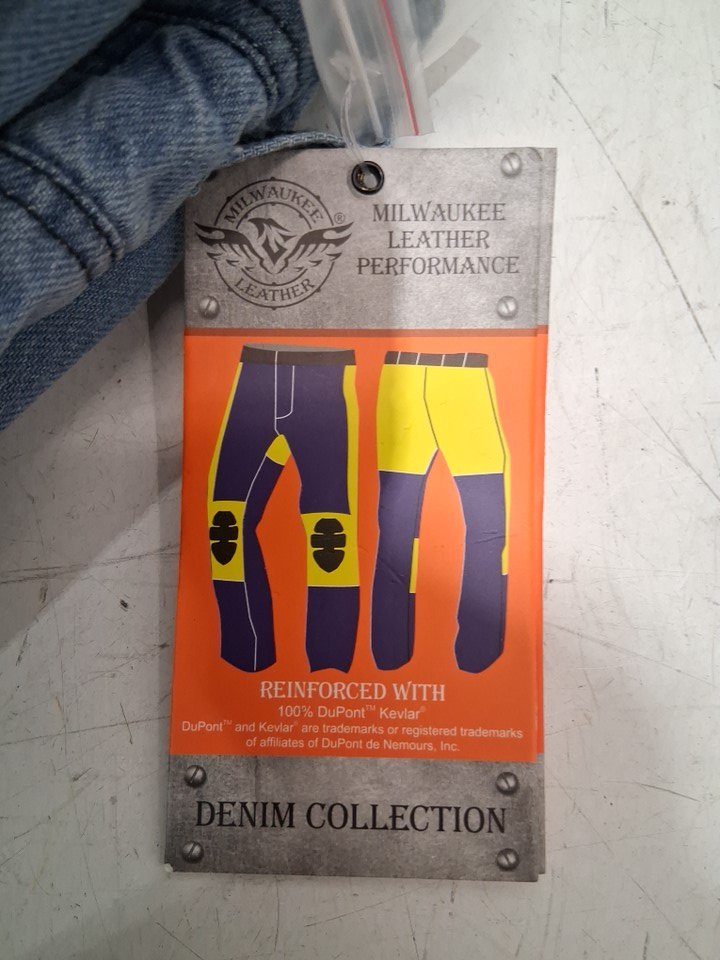 MILWAUKEE
LEATHER
®
MILWAUKEE
LEATHER
PERFORMANCE
REINFORCED WITH
100% DuPont™ Kevlar®
DuPont™ and Kevlar® are trademarks or registered trademarks
of affiliates of DuPont de Nemours, Inc.
DENIM COLLECTION